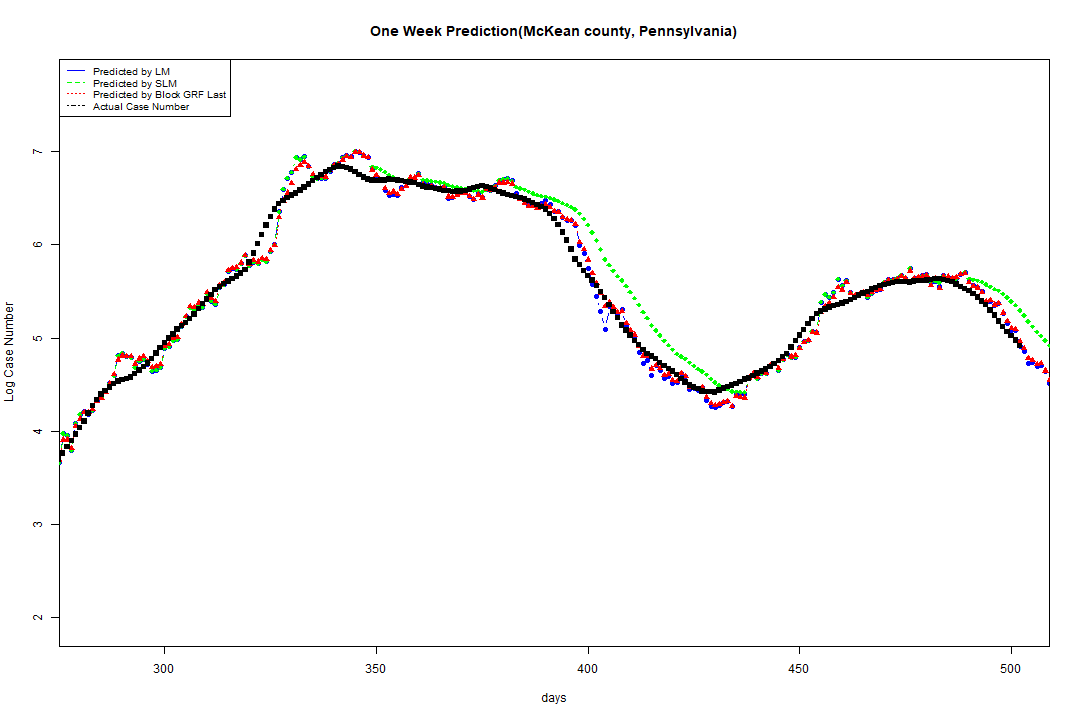 One Week Prediction(McKean county, Pennsylvania)
Predicted by LM
Predicted by SLM
Predicted by Block GRF Last
Actual Case Number
7
6
5
4
3
2
Log Case Number
300 350 400 450 500
days